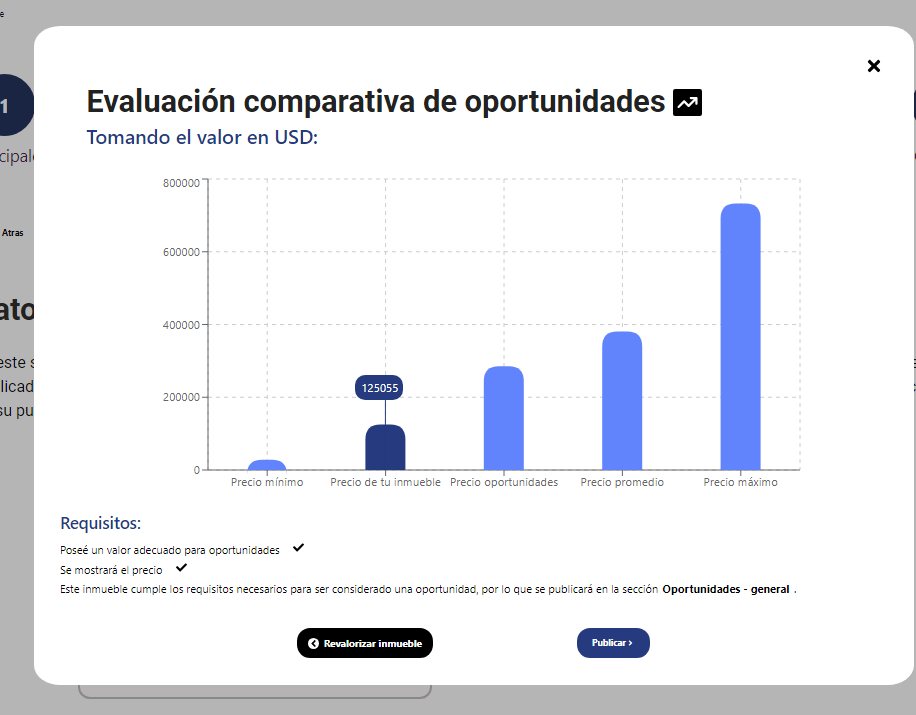 e
Evaluación comparativa de oportunidades
1
Tomando el valor en USD:
cipale
800000
Atras
600000
ato
400000
este s
125055
licad
200000
su pu
0
Precio mínimo Precio de tu inmueble Precio oportunidades Precio promedio Precio máximo
Requisitos:
Poseé un valor adecuado para oportunidades
Se mostrará el precio
Este inmueble cumple los requisitos necesarios para ser considerado una oportunidad, por lo que se publicará en la sección Oportunidades - general .
Revalorizar inmueble
Publicar >